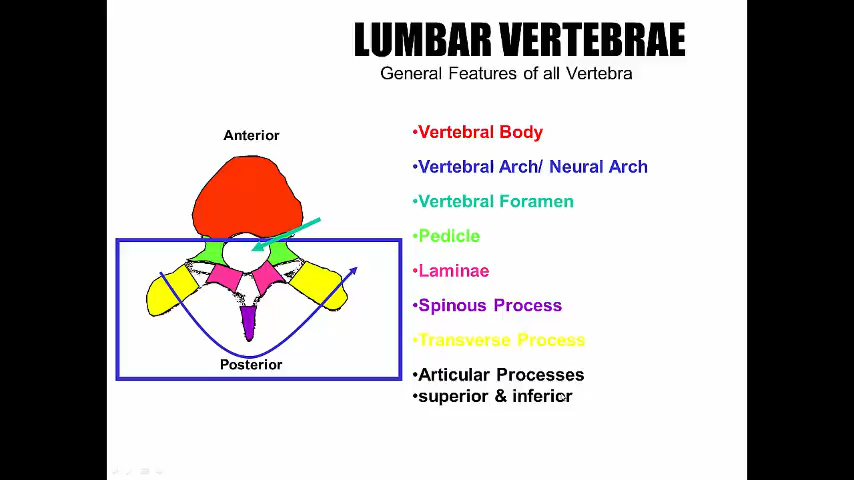 LUMBAR VERTEBRAE
General Features of all Vertebra
Anterior
•Vertebral Body
•Vertebral Arch/ Neural Arch
•Vertebral Foramen
•Pedicle
•Laminae
•Spinous Process
•Transverse Process
Posterior
•Articular Processes
•superior & inferior